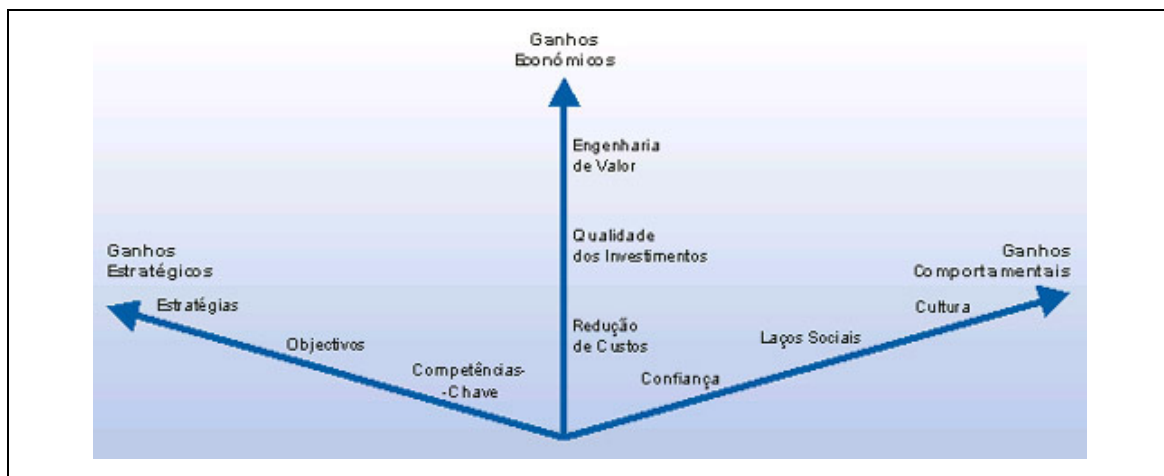 Ganhos
Económicos
Engenharia
de Valor
Qualidade
dos Investimentos
Redução
de Custos
Ganhos
Estratégicos
Estratégias
Objectivos
Competências-
-Chave
Ganhos
Comportamentais
Cultura
Laços Sociais
Confiança